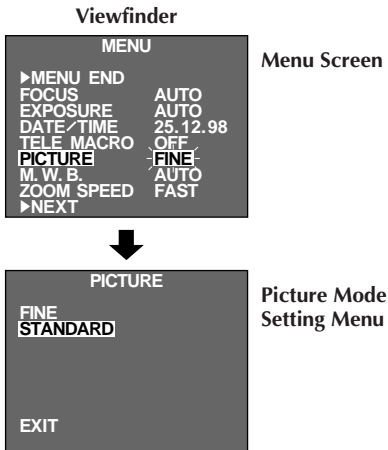 Viewfinder
MENU
Menu Screen
▶MENU END
FOCUS AUTO
EXPOSURE AUTO
DATE/TIME 25.12.98
TELE MACRO OFF
PICTURE FINE
M. W. B. AUTO
ZOOM SPEED FAST
▶NEXT
PICTURE
Picture Mode
Setting Menu
FINE
STANDARD
EXIT